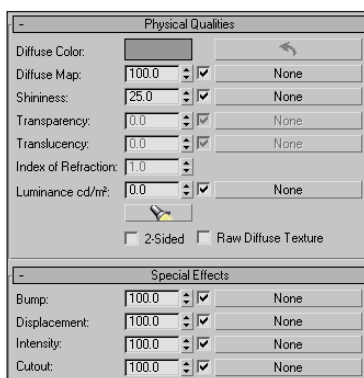 - Physical Qualities
Diffuse Color:
Diffuse Map: 100.0 None
Shininess: 25.0 None
Transparency: 0.0 None
Translucency: 0.0 None
Index of Refraction: 1.0
Luminance cd/m²: 0.0 None
2-Sided Raw Diffuse Texture
- Special Effects
Bump: 100.0 None
Displacement: 100.0 None
Intensity: 100.0 None
Cutout: 100.0 None